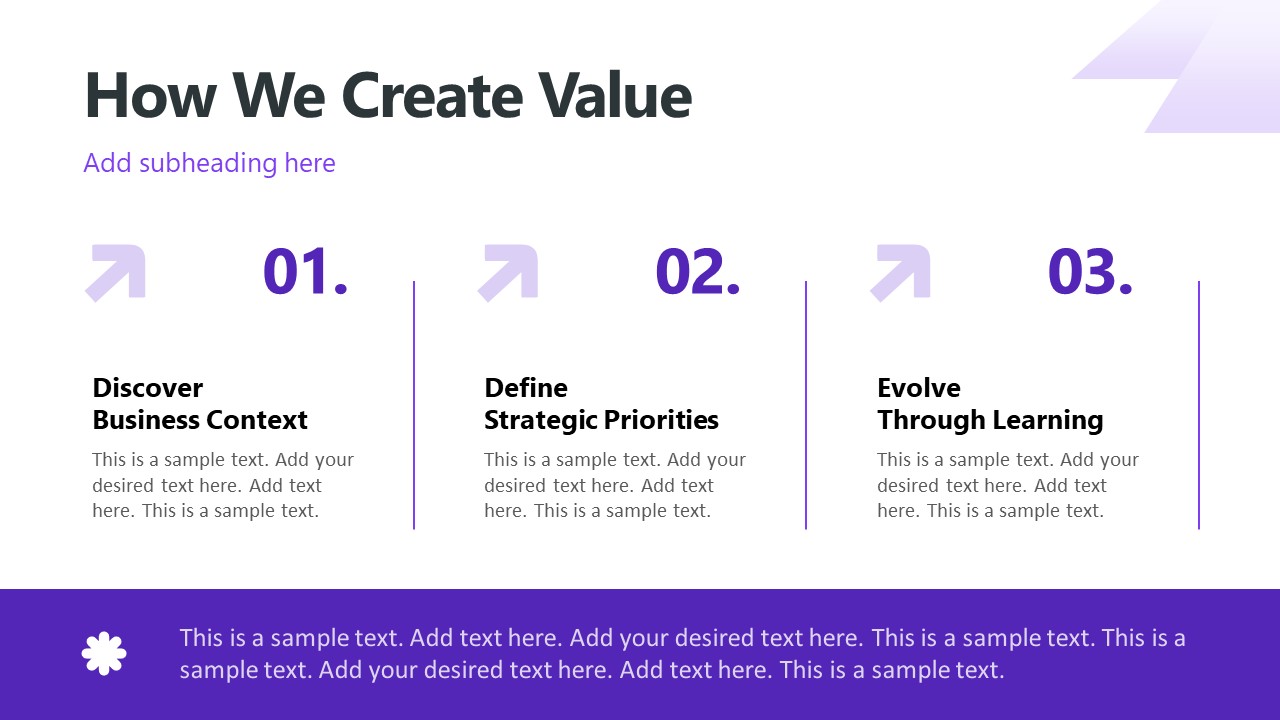 How We Create Value
Add subheading here
01.
Discover
Business Context
This is a sample text. Add your
desired text here. Add text
here. This is a sample text.
02.
Define
Strategic Priorities
This is a sample text. Add your
desired text here. Add text
here. This is a sample text.
03.
Evolve
Through Learning
This is a sample text. Add your
desired text here. Add text
here. This is a sample text.
This is a sample text. Add text here. Add your desired text here. This is a sample text. This is a
sample text. Add your desired text here. Add text here. This is a sample text.